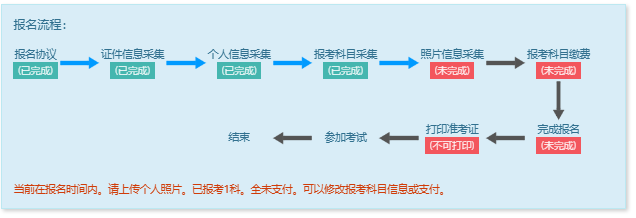 报名流程：
报名协议 证件信息采集 个人信息采集 报考科目采集 照片信息采集 报考科目缴费
(已完成) (已完成) (已完成) (已完成) (未完成) (未完成)
结束 参加考试 打印准考证 完成报名
(不可打印) (未完成)
当前在报名时间内。请上传个人照片。已报考1科。全未支付。可以修改报考科目信息或支付。